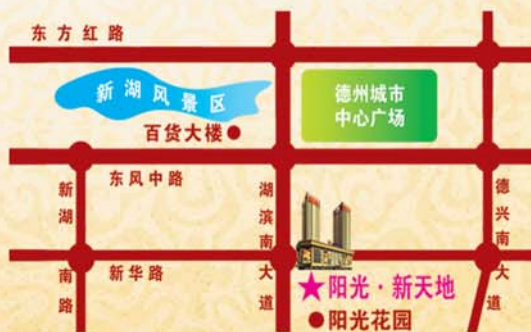 东方红路
新湖风景区
德州城市
中心广场
百货大楼
东风中路
新湖南路
湖滨南大道
德兴南大道
新华路
阳光·新天地
阳光花园